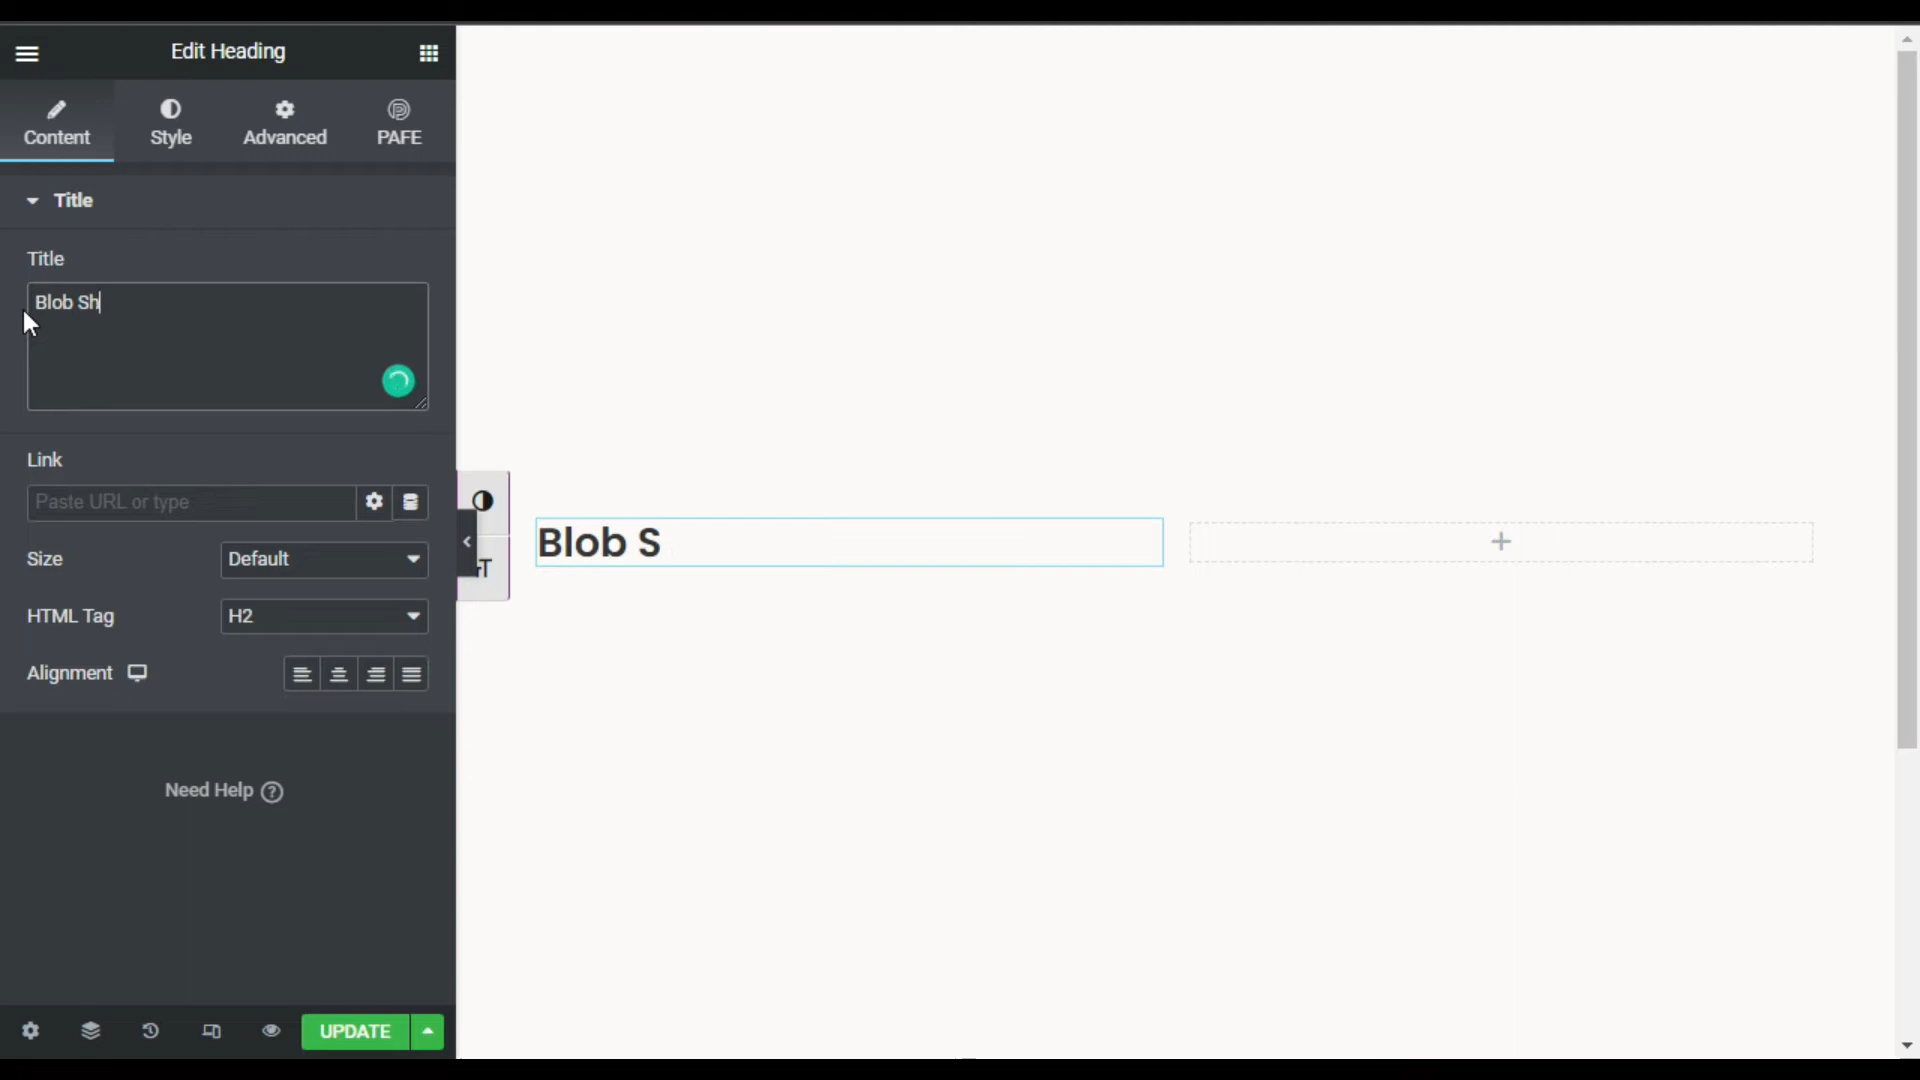 Edit Heading
Content
Style
Advanced
PAFE
Title
Title
Blob Sh
Link
Paste URL or type
Size
Default
HTML Tag
H2
Alignment
Need Help
UPDATE
Blob S